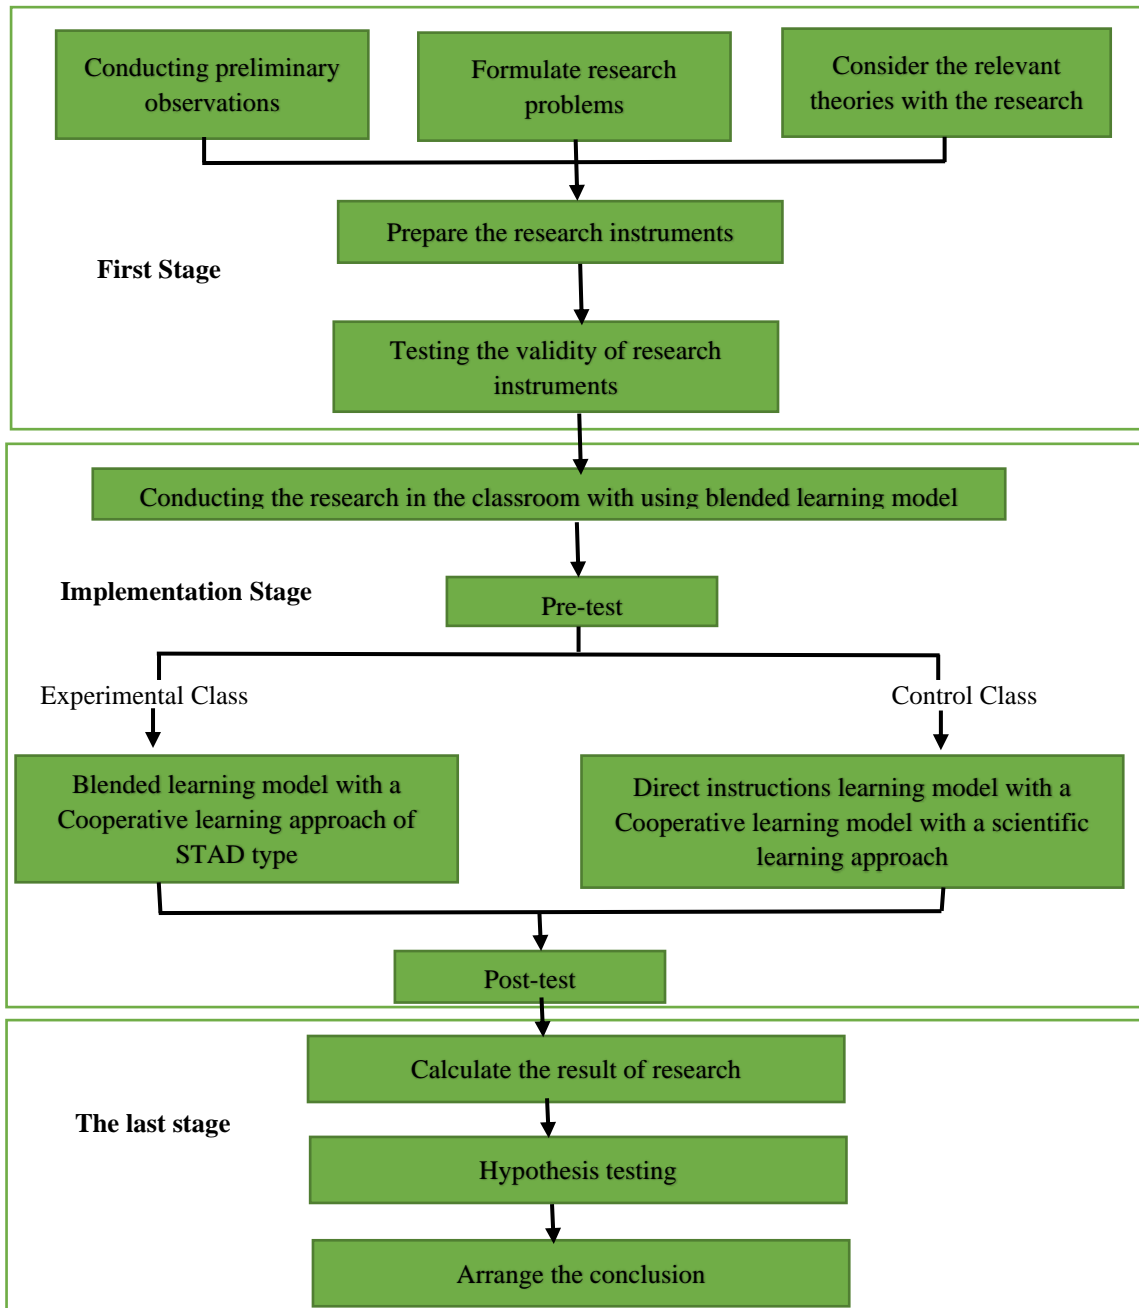 Conducting preliminary
observations
Formulate research
problems
Consider the relevant
theories with the research
Prepare the research instruments
First Stage
Testing the validity of research
instruments
Conducting the research in the classroom with using blended learning model
Implementation Stage
Pre-test
Experimental Class
Control Class
Blended learning model with a
Cooperative learning approach of
STAD type
Direct instructions learning model with a
Cooperative learning model with a scientific
learning approach
Post-test
Calculate the result of research
The last stage
Hypothesis testing
Arrange the conclusion